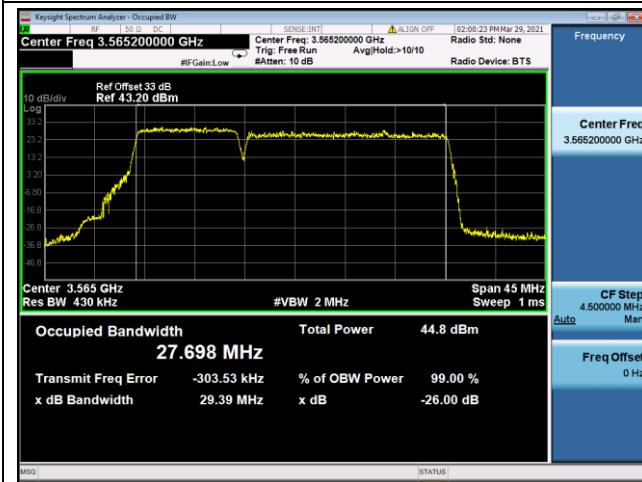 Keysight Spectrum Analyzer - Occupied BW
RF 50 Ω DC SENSE:INT ALIGN OFF 02:00:23 PM Mar 29, 2021
Center Freq 3.565200000 GHz
Center Freq: 3.565200000 GHz
Radio Std: None
Trig: Free Run Avg|Hold:>10/10
#IFGain:Low #Atten: 10 dB
Radio Device: BTS
Frequency
Ref Offset 33 dB
10 dB/div Ref 43.20 dBm
Log
33.2
23.2
13.2
3.20
-6.80
-16.8
-26.8
-36.8
-46.8
Center 3.565 GHz
Span 45 MHz
Res BW 430 kHz
#VBW 2 MHz
Sweep 1 ms
Center Freq
3.565200000 GHz
CF Step
4.500000 MHz
Auto Man
Freq Offset
0 Hz
Occupied Bandwidth
27.698 MHz
Total Power 44.8 dBm
Transmit Freq Error -303.53 kHz
% of OBW Power 99.00 %
x dB Bandwidth 29.39 MHz
x dB -26.00 dB
MSG
STATUS